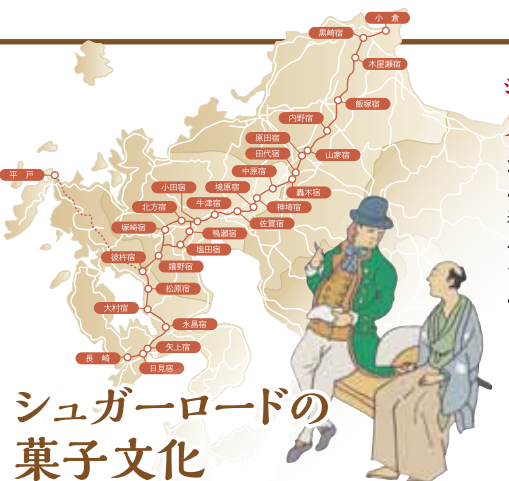 小倉
黒崎宿
木屋瀬宿
飯塚宿
内野宿
原田宿
山家宿
田代宿
中原宿
轟木宿
平戸
小田宿
境原宿
神埼宿
北方宿
牛津宿
佐賀宿
塚崎宿
鳴瀬宿
塩田宿
彼杵宿
嬉野宿
松原宿
大村宿
永昌宿
矢上宿
長崎
日見宿
シュガーロードの
菓子文化